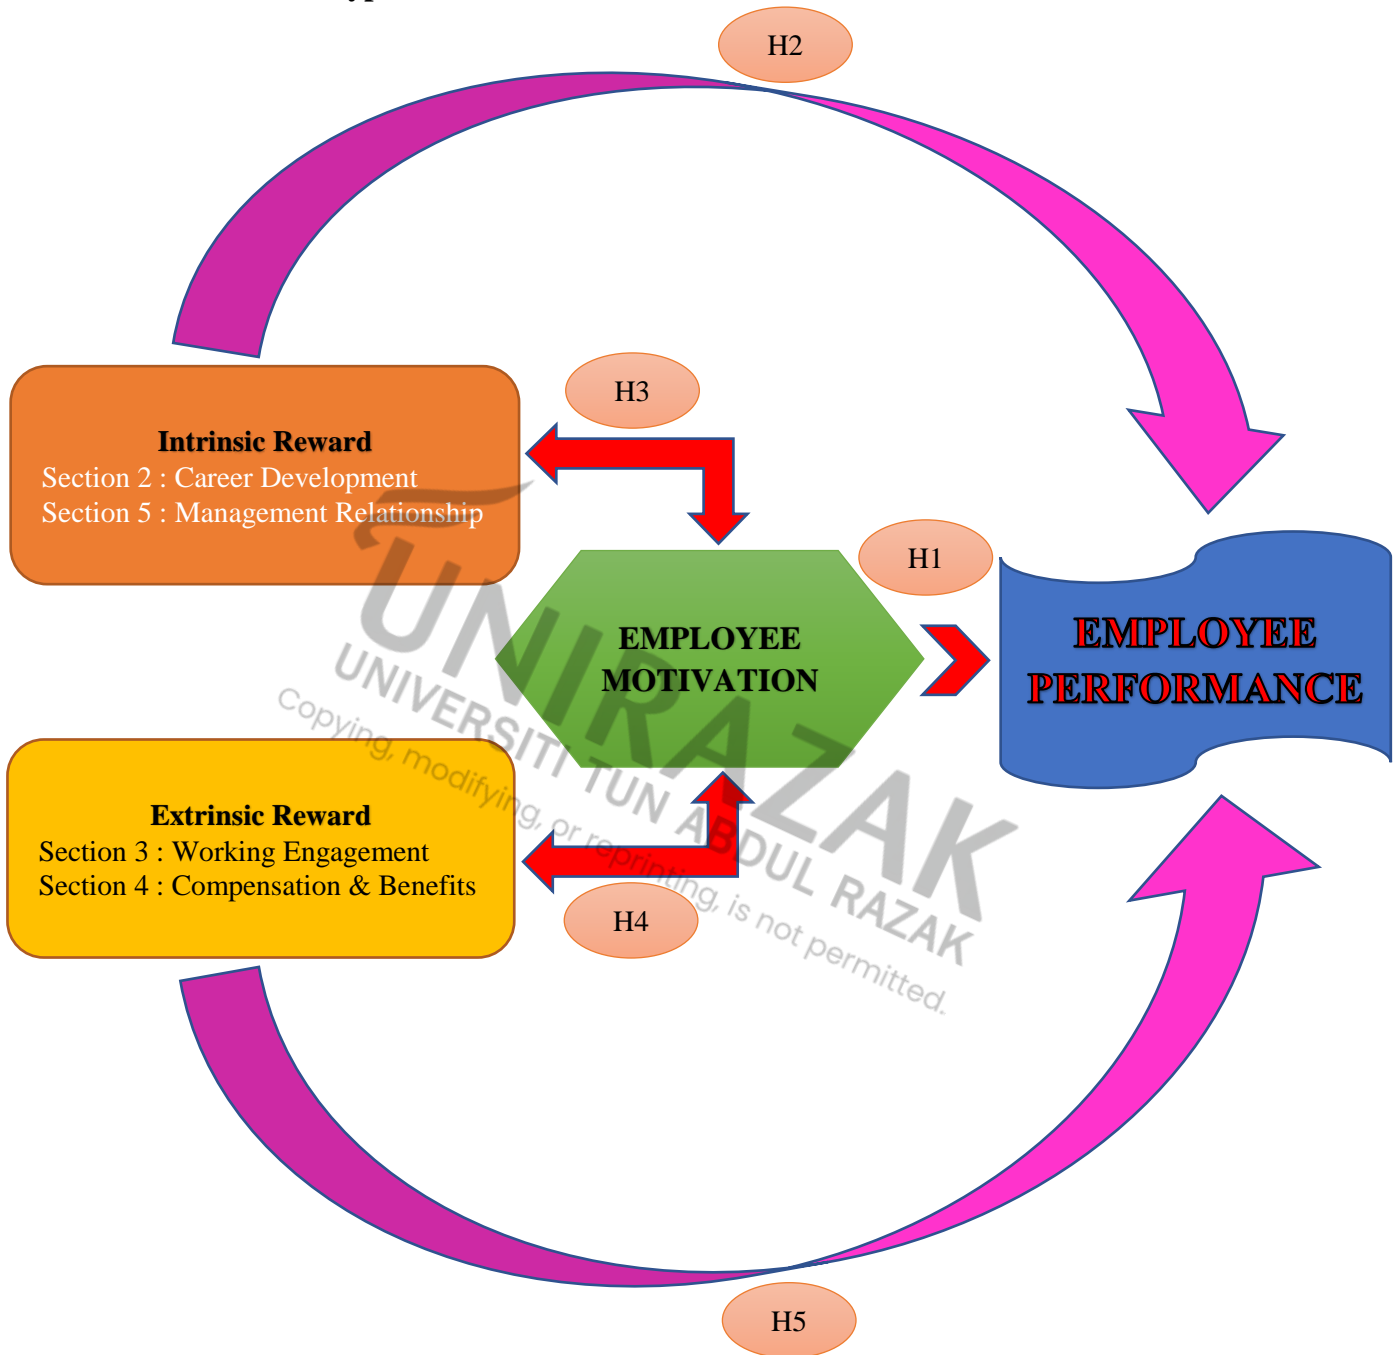 H2
H3
Intrinsic Reward
Section 2 : Career Development
Section 5 : Management Relationship
H1
EMPLOYEE
MOTIVATION
EMPLOYEE
PERFORMANCE
Extrinsic Reward
Section 3 : Working Engagement
Section 4 : Compensation & Benefits
H4
H5
UNIRAZAK
UNIVERSITI TUN ABDUL RAZAK
Copying, modifying, or reprinting, is not permitted.